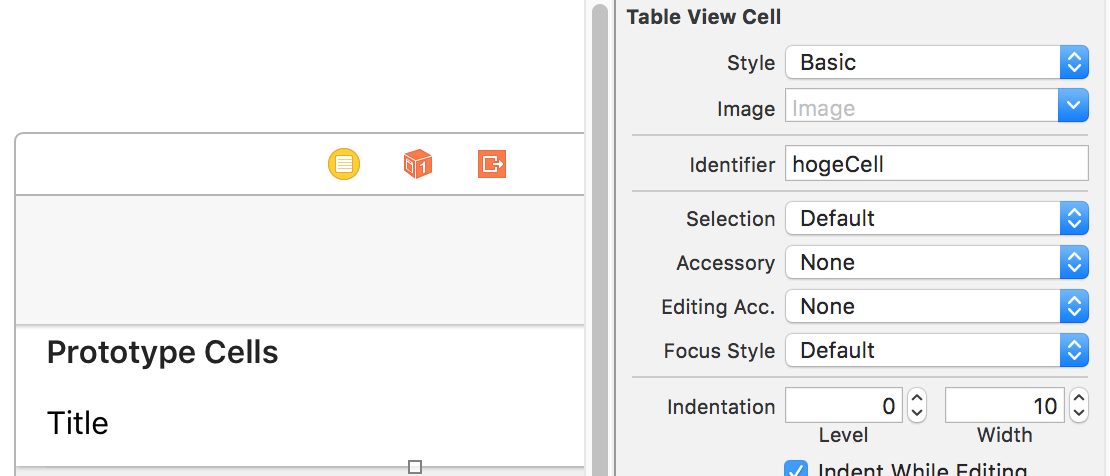 Table View Cell
Style Basic
Image Image
Identifier hogeCell
Selection Default
Accessory None
Editing Acc. None
Focus Style Default
Indentation 0 10
Level Width
Indent While Editing
Prototype Cells
Title